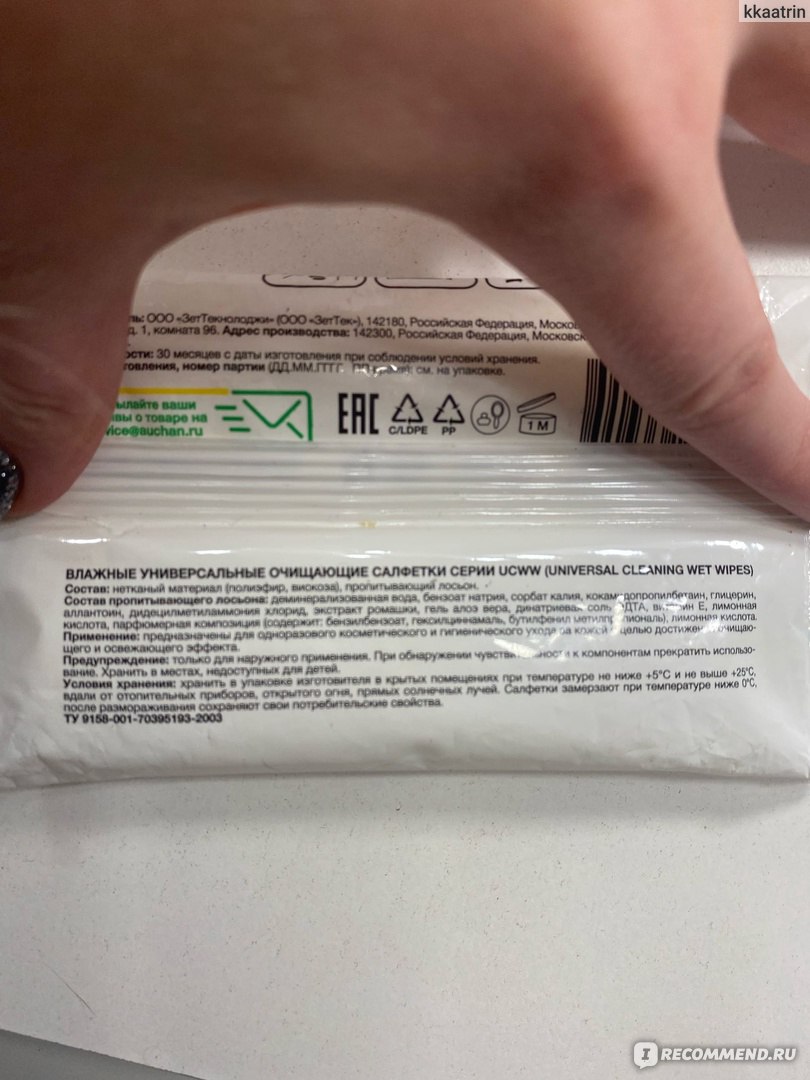 kkaatrin
ль: ООО «ЗетТехнолоджи» (ООО «ЗетТек»), 142180, Российская Федерация, Москов
д. 1, комната 96. Адрес производства: 142300, Российская Федерация, Московск
ости: 30 месяцев с даты изготовления при соблюдении условий хранения.
отовления, номер партии (ДД.ММ.ГГГГ см. на упаковке.
ылайте ваши
вы о товаре на
vice@auchan.ru
EAC
C/LDPE
PP
1 M
ВЛАЖНЫЕ УНИВЕРСАЛЬНЫЕ ОЧИЩАЮЩИЕ САЛФЕТКИ СЕРИИ UCWW (UNIVERSAL CLEANING WET WIPES)
Состав: нетканый материал (полиэфир, вискоза), пропитывающий лосьон.
Состав пропитывающего лосьона: деминерализованная вода, бензоат натрия, сорбат калия, кокамидопропилбетаин, глицерин,
аллантоин, дидецилметиламмония хлорид, экстракт ромашки, гель алоэ вера, динатриевая соль ЭДТА, витамин Е, лимонная
кислота, парфюмерная композиция (содержит: бензилбензоат, гексилциннамаль, бутилфенил метилпропиональ), лимонная кислота.
Применение: предназначены для одноразового косметического и гигиенического ухода за кожей с целью достижения очищаю-
щего и освежающего эффекта.
Предупреждение: только для наружного применения. При обнаружении чувствительности к компонентам прекратить использо-
вание. Хранить в местах, недоступных для детей.
Условия хранения: хранить в упаковке изготовителя в крытых помещениях при температуре не ниже +5°С и не выше +25°С,
вдали от отопительных приборов, открытого огня, прямых солнечных лучей. Салфетки замерзают при температуре ниже 0°С,
после размораживания сохраняют свои потребительские свойства.
ТУ 9158-001-70395193-2003
IRECOMMEND.RU